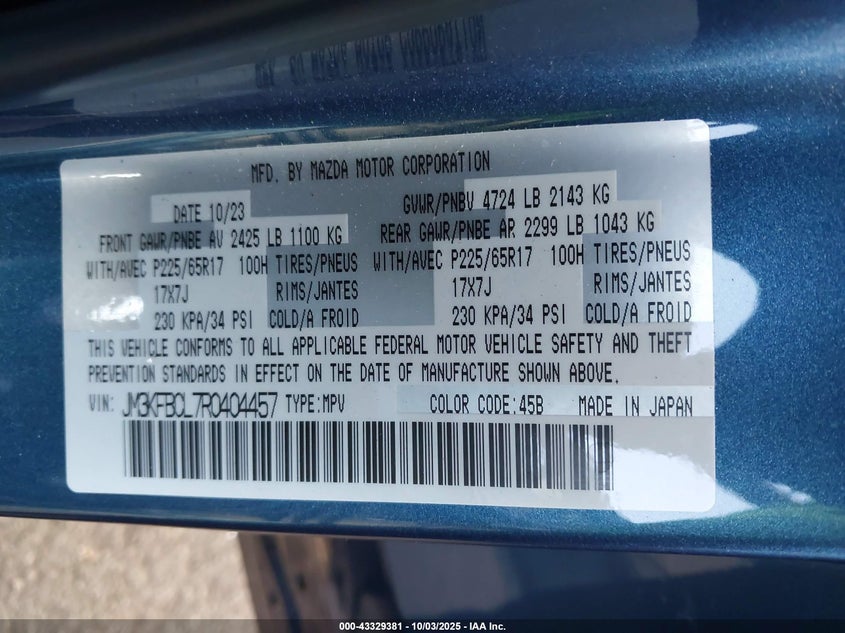 MFD. BY MAZDA MOTOR CORPORATION
DATE 10/23 GVWR/PNBV 4724 LB 2143 KG
FRONT GAWR/PNBE AV 2425 LB 1100 KG REAR GAWR/PNBE AR 2299 LB 1043 KG
WITH/AVEC P225/65R17 100H TIRES/PNEUS WITH/AVEC P225/65R17 100H TIRES/PNEUS
17X7J RIMS/JANTES 17X7J RIMS/JANTES
230 KPA/34 PSI COLD/A FROID 230 KPA/34 PSI COLD/A FROID
THIS VEHICLE CONFORMS TO ALL APPLICABLE FEDERAL MOTOR VEHICLE SAFETY AND THEFT
PREVENTION STANDARDS IN EFFECT ON THE DATE OF MANUFACTURE SHOWN ABOVE.
VIN: JM3KFBCL7R0404457 TYPE:MPV COLOR CODE:45B MADE IN JAPAN
000-43329381 - 10/03/2025 - IAA Inc.